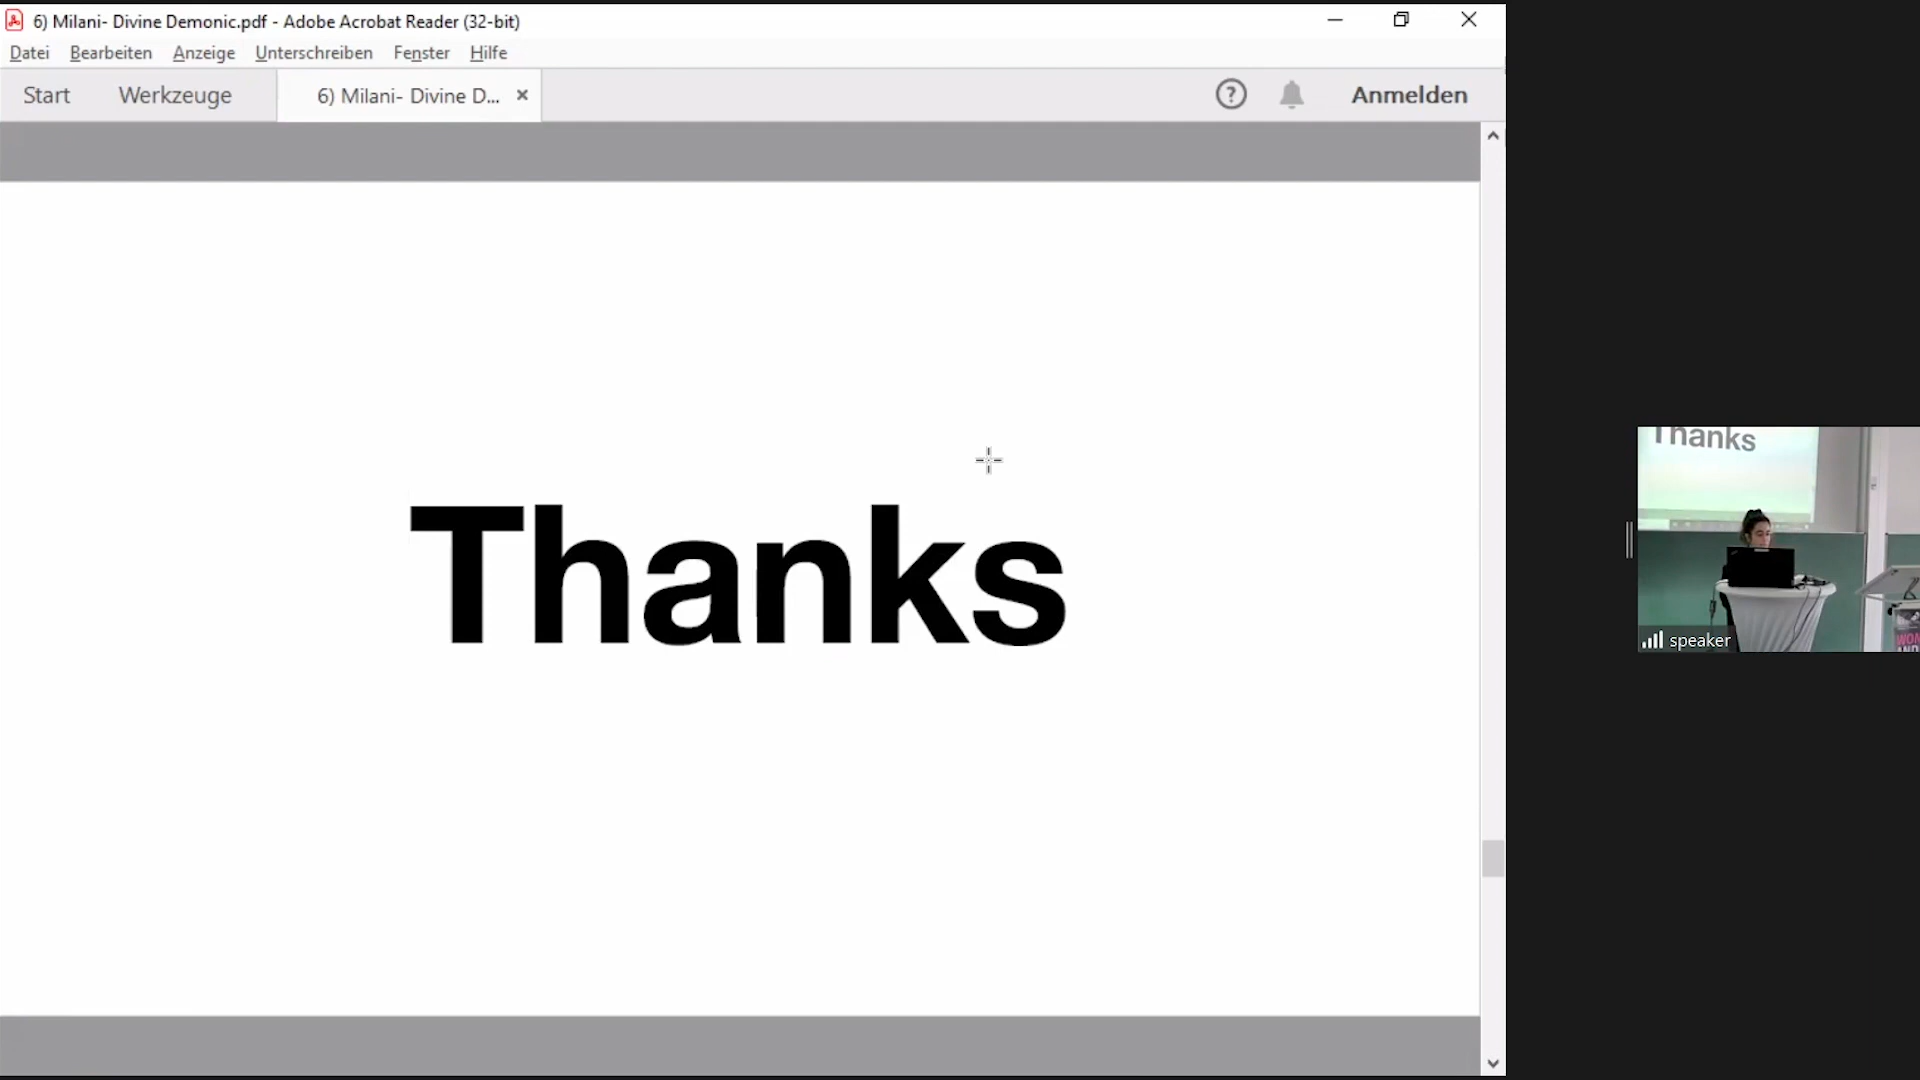 6) Milani- Divine Demonic.pdf - Adobe Acrobat Reader (32-bit)
Datei Bearbeiten Anzeige Unterschreiben Fenster Hilfe
Start Werkzeuge 6) Milani- Divine D... Anmelden
Thanks
Thanks
speaker